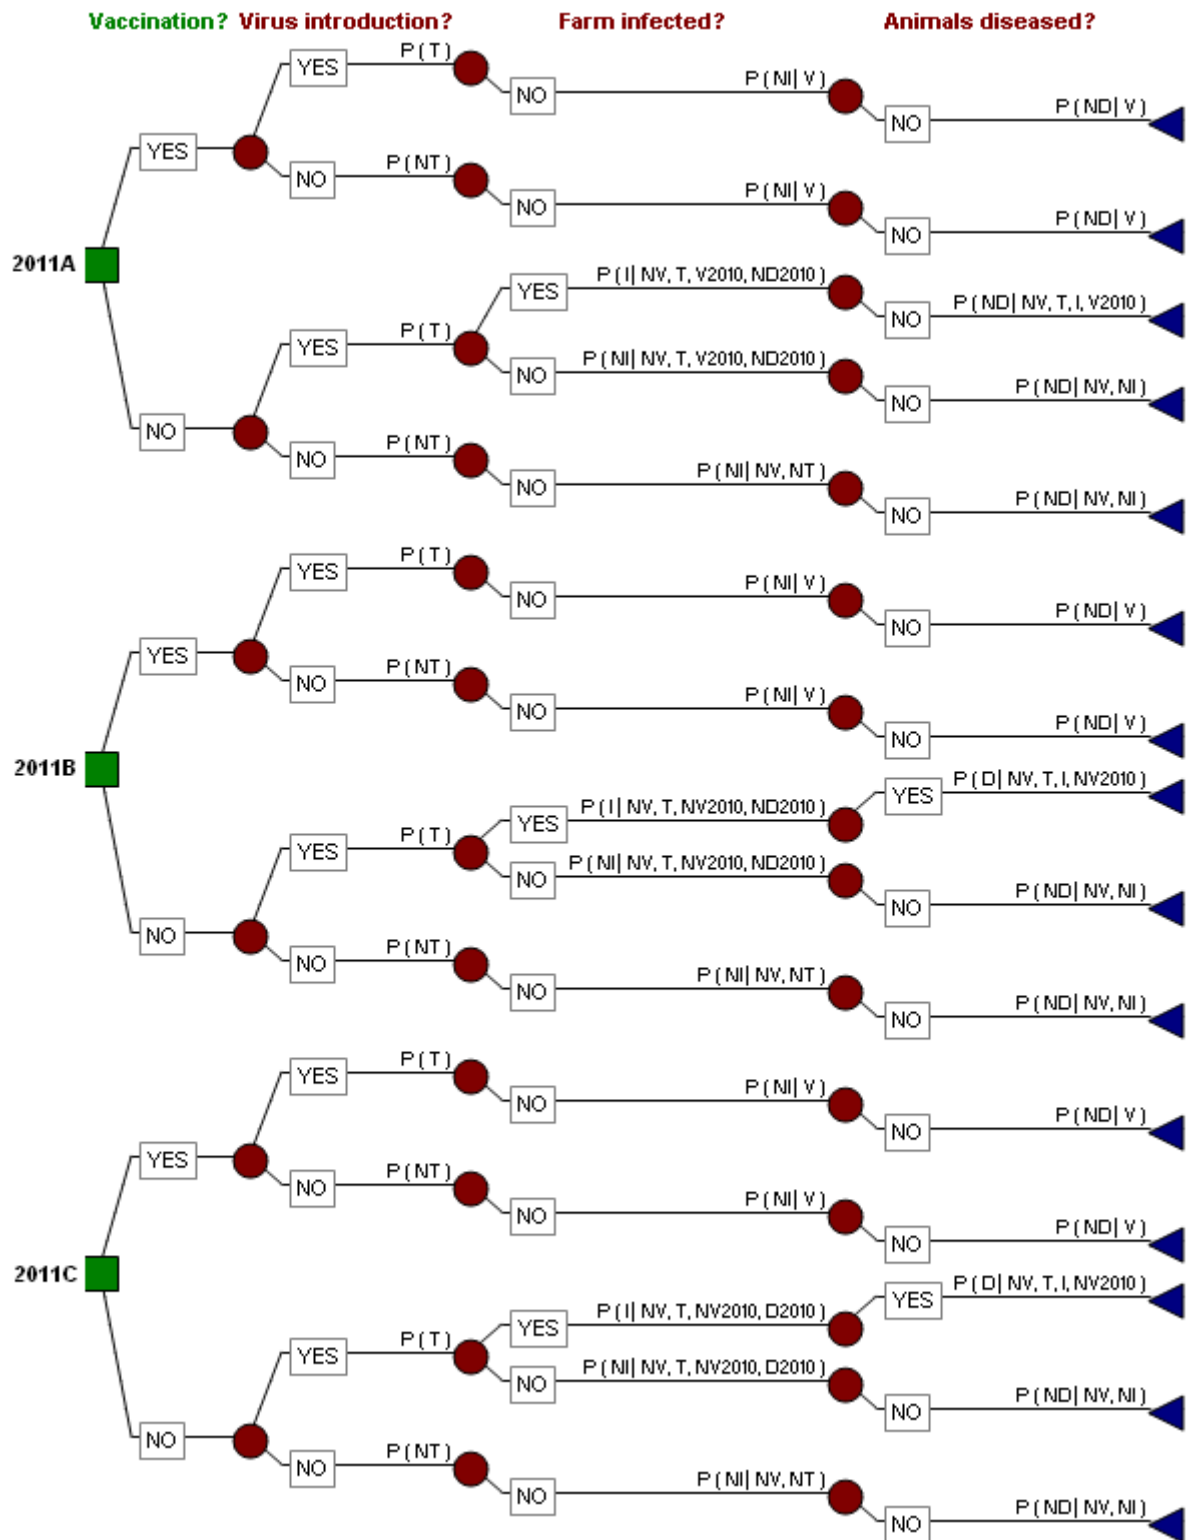 Vaccination? Virus introduction? Farm infected? Animals diseased?
P ( T )
YES
P ( NI| V )
NO
P ( ND| V )
NO
YES
P ( NT )
NO
P ( NI| V )
NO
P ( ND| V )
NO
2011A
P ( I| NV, T, V2010, ND2010 )
YES
P ( ND| NV, T, I, V2010 )
NO
P ( T )
YES
P ( NI| NV, T, V2010, ND2010 )
NO
P ( ND| NV, NI )
NO
NO
P ( NT )
NO
P ( NI| NV, NT )
NO
P ( ND| NV, NI )
NO
P ( T )
YES
P ( NI| V )
NO
P ( ND| V )
NO
YES
P ( NT )
NO
P ( NI| V )
NO
P ( ND| V )
NO
2011B
P ( D| NV, T, I, NV2010 )
YES
P ( I| NV, T, NV2010, ND2010 )
YES
P ( T )
YES
P ( NI| NV, T, NV2010, ND2010 )
NO
P ( ND| NV, NI )
NO
NO
P ( NT )
NO
P ( NI| NV, NT )
NO
P ( ND| NV, NI )
NO
P ( T )
YES
P ( NI| V )
NO
P ( ND| V )
NO
YES
P ( NT )
NO
P ( NI| V )
NO
P ( ND| V )
NO
2011C
P ( D| NV, T, I, NV2010 )
YES
P ( I| NV, T, NV2010, D2010 )
YES
P ( T )
YES
P ( NI| NV, T, NV2010, D2010 )
NO
P ( ND| NV, NI )
NO
NO
P ( NT )
NO
P ( NI| NV, NT )
NO
P ( ND| NV, NI )
NO